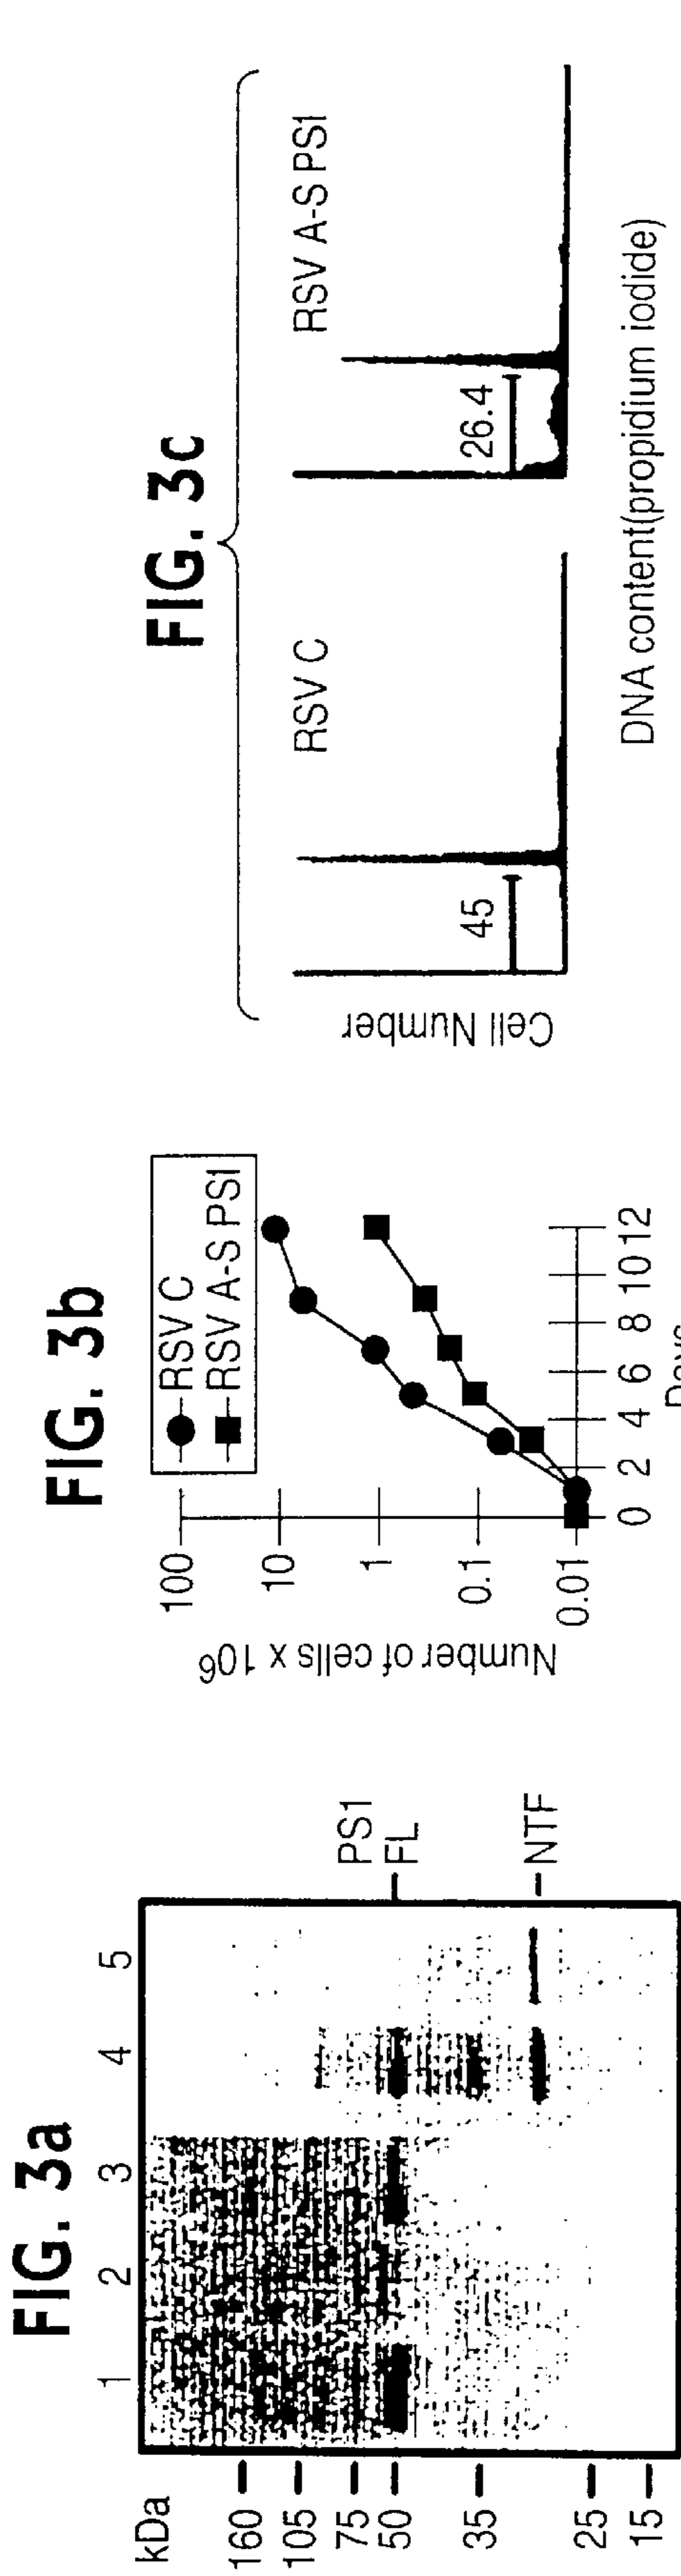 FIG. 3a
1 2 3 4 5
kDa
160
105
75
50
35
25
15
PS1
FL
NTF
FIG. 3b
RSV C
RSV A-S PS1
Number of cells x 10⁶
100
10
1
0.1
0.01
0 2 4 6 8 10 12
Days
FIG. 3c
Cell Number
RSV C
45
RSV A-S PS1
26.4
DNA content(propidium iodide)